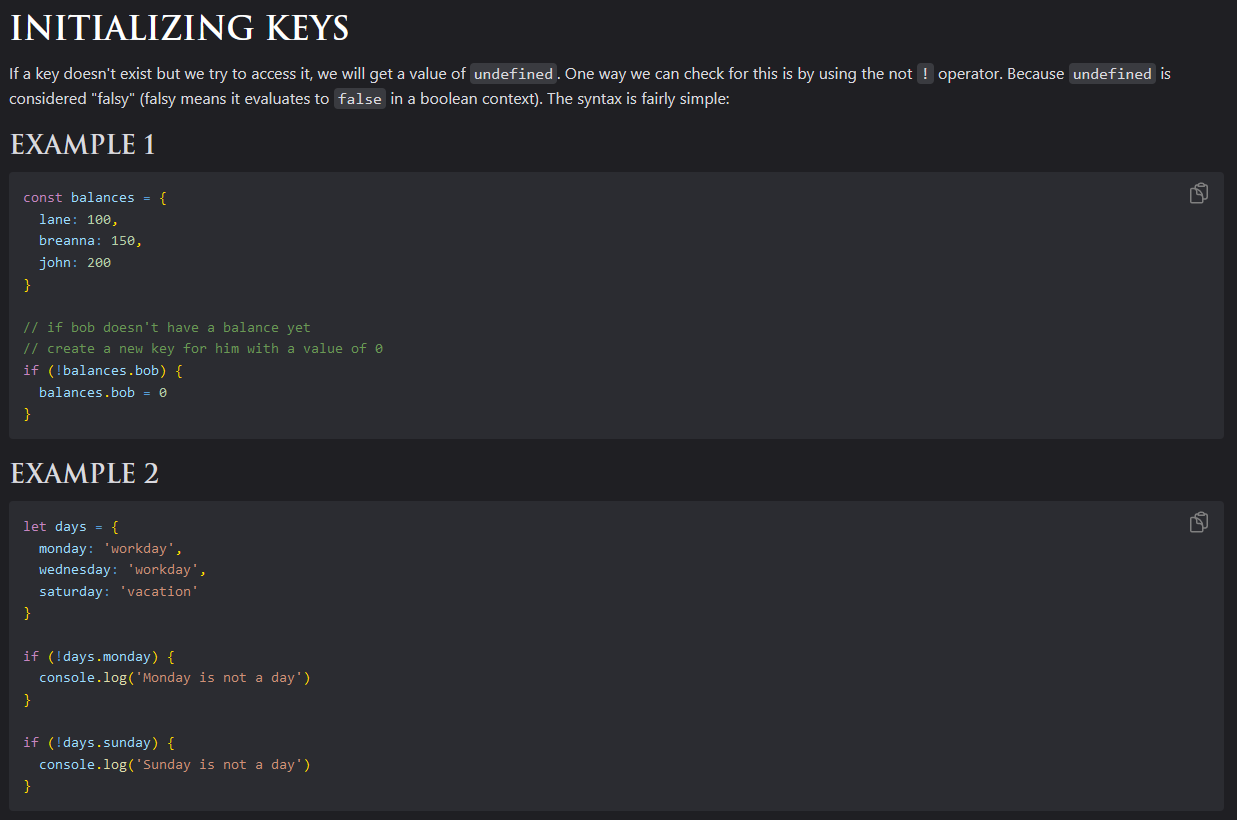 INITIALIZING KEYS
If a key doesn't exist but we try to access it, we will get a value of undefined. One way we can check for this is by using the not ! operator. Because undefined is
considered "falsy" (falsy means it evaluates to false in a boolean context). The syntax is fairly simple:
EXAMPLE 1
const balances = {
  lane: 100,
  breanna: 150,
  john: 200
}
// if bob doesn't have a balance yet
// create a new key for him with a value of 0
if (!balances.bob) {
  balances.bob = 0
}
EXAMPLE 2
let days = {
  monday: 'workday',
  wednesday: 'workday',
  saturday: 'vacation'
}
if (!days.monday) {
  console.log('Monday is not a day')
}
if (!days.sunday) {
  console.log('Sunday is not a day')
}